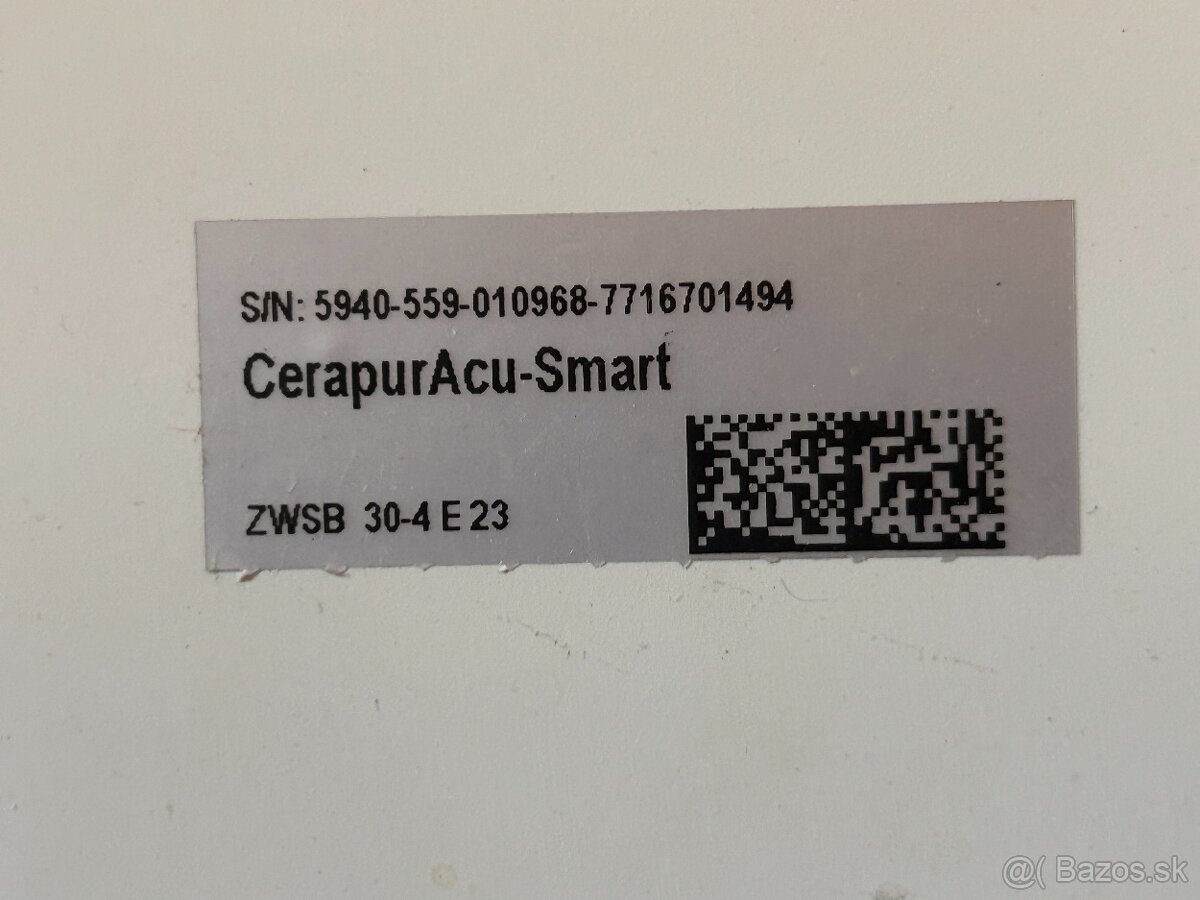 S/N: 5940-559-010968-7716701494
CerapurAcu-Smart
ZWSB 30-4 E 23
@( Bazos.sk